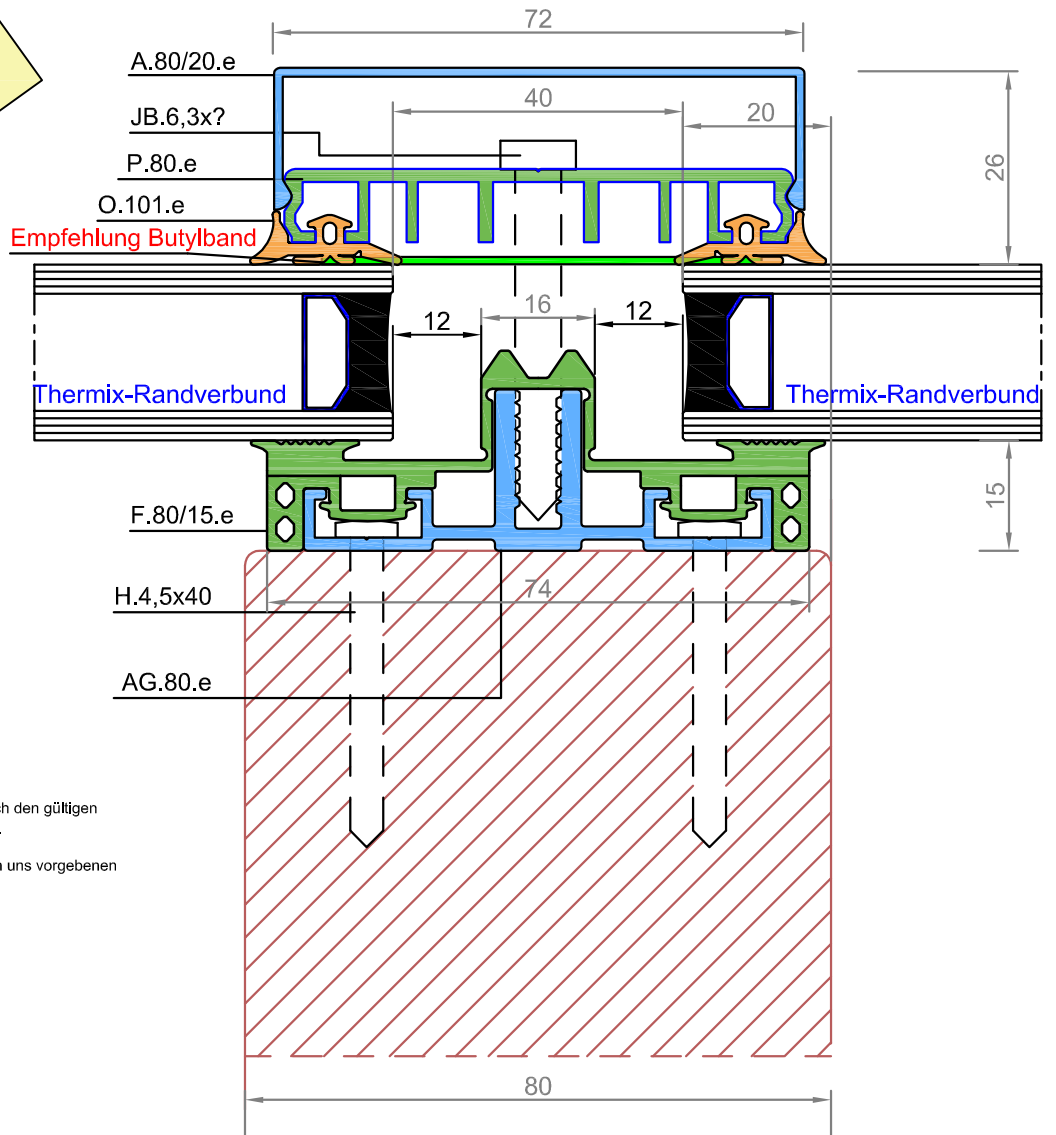 72
A.80/20.e
40
20
JB.6,3x?
26
P.80.e
O.101.e
Empfehlung Butylband
12
16
12
Thermix-Randverbund
Thermix-Randverbund
15
F.80/15.e
74
H.4,5x40
AG.80.e
ch den gültigen
.
n uns vorgebenen
80